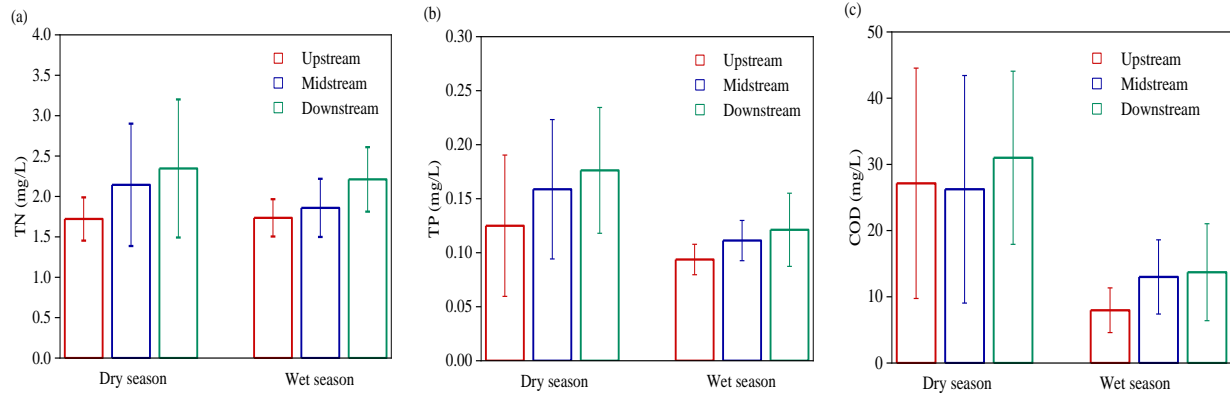 (a)
TN (mg/L)
4.0
3.5
3.0
2.5
2.0
1.5
1.0
0.5
0.0
Upstream
Midstream
Downstream
Dry season
Wet season
(b)
TP (mg/L)
0.30
0.25
0.20
0.15
0.10
0.05
0.00
Upstream
Midstream
Downstream
Dry season
Wet season
(c)
COD (mg/L)
50
40
30
20
10
0
Upstream
Midstream
Downstream
Dry season
Wet season